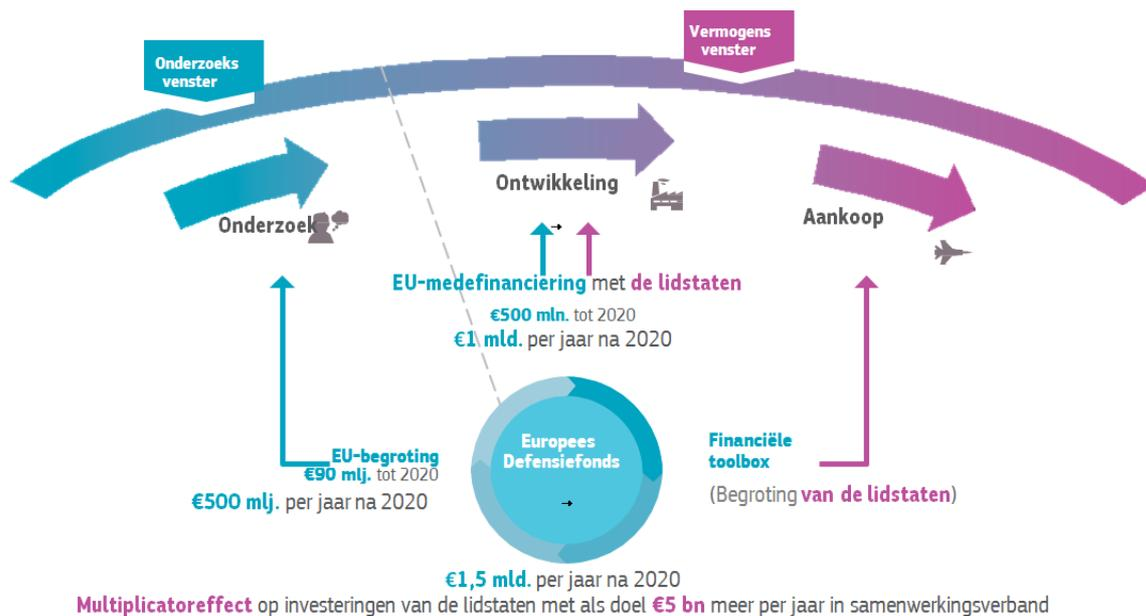 Onderzoeks
venster
Vermogens
venster
Onderzoek
Ontwikkeling
Aankoop
EU-medefinanciering met de lidstaten
€500 mln. tot 2020
€1 mld. per jaar na 2020
EU-begroting
€90 mlj. tot 2020
€500 mlj. per jaar na 2020
Europees
Defensiefonds
Financiële
toolbox
(Begroting van de lidstaten)
€1,5 mld. per jaar na 2020
Multiplicatoreffect op investeringen van de lidstaten met als doel €5 bn meer per jaar in samenwerkingsverband